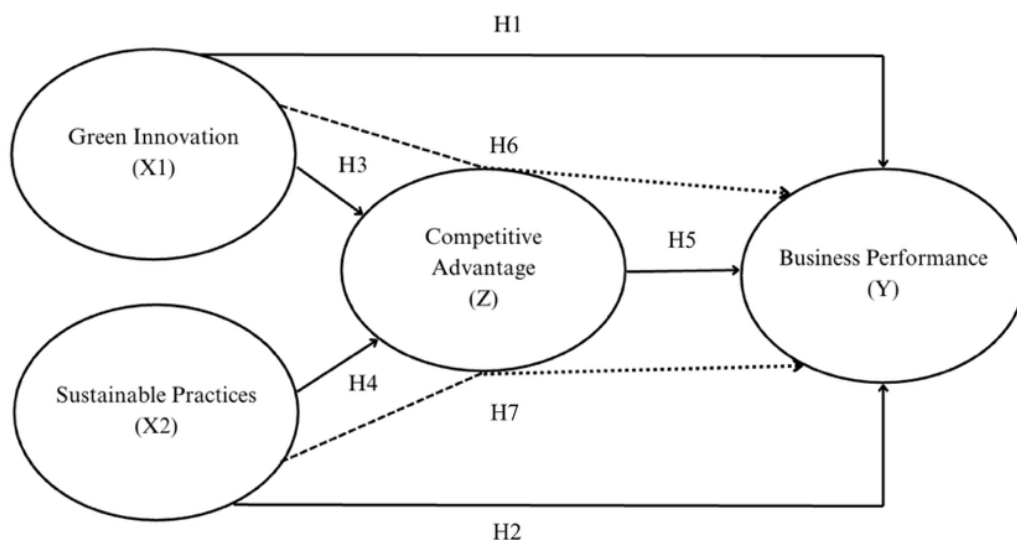 H1
Green Innovation
(X1)
H3
H6
Competitive
Advantage
(Z)
H5
Business Performance
(Y)
Sustainable Practices
(X2)
H4
H7
H2